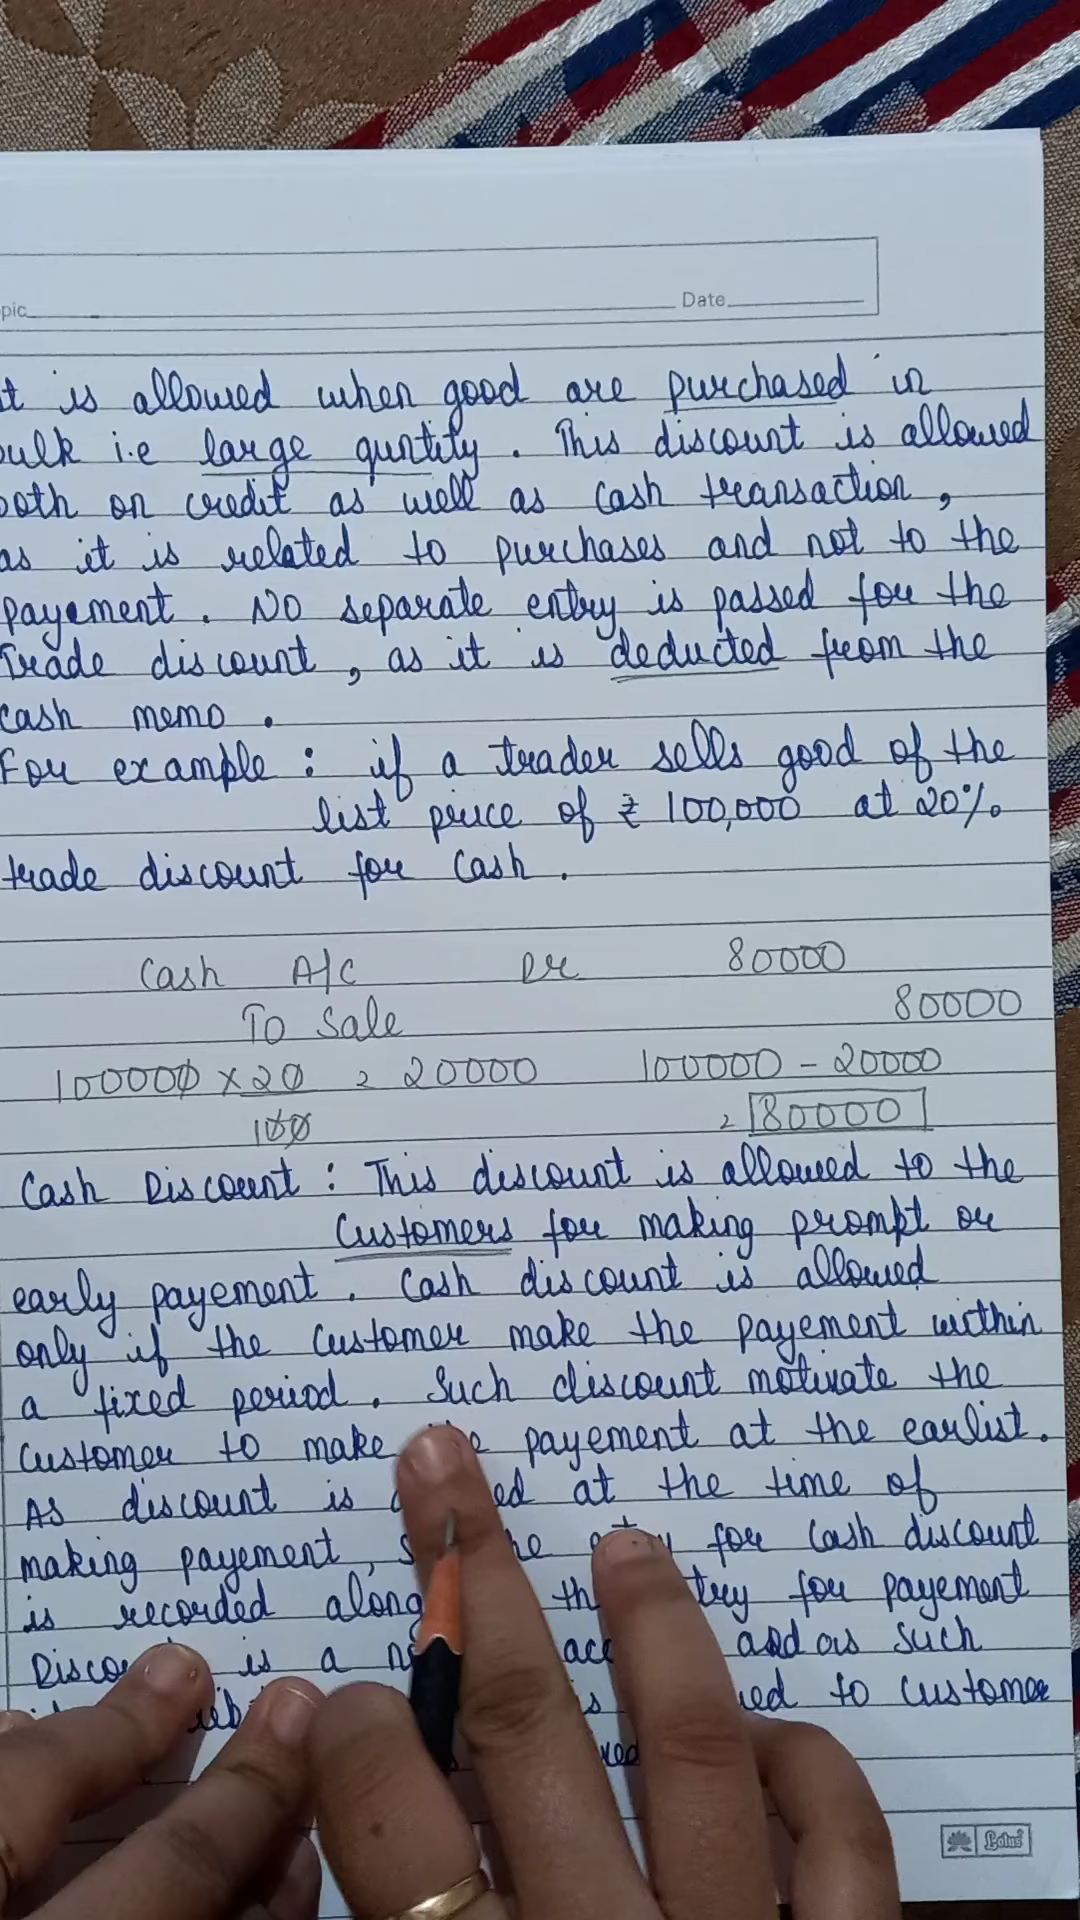 pic Date
t is allowed when good are purchased in
ulk i.e large quntity. This discount is allowed
oth on credit as well as cash transaction,
as it is related to purchases and not to the
payement. No separate entry is passed for the
Trade discount, as it is deducted from the
cash memo.
For example: if a trader sells good of the
list price of ₹ 100,000 at 20%
trade discount for cash.
Cash A/C Dr 80000
To Sale 80000
100000 × 20 = 20000 100000 - 20000
100 = 80000
Cash Discount: This discount is allowed to the
Customers for making prompt or
early payement. Cash discount is allowed
only if the customer make the payement within
a fixed period. Such discount motivate the
Customer to make payement at the earlist.
As discount is ed at the time of
making payement, for cash discount
is recorded along try for payement
Disco is a acc and as such
ed to customer
Lotus